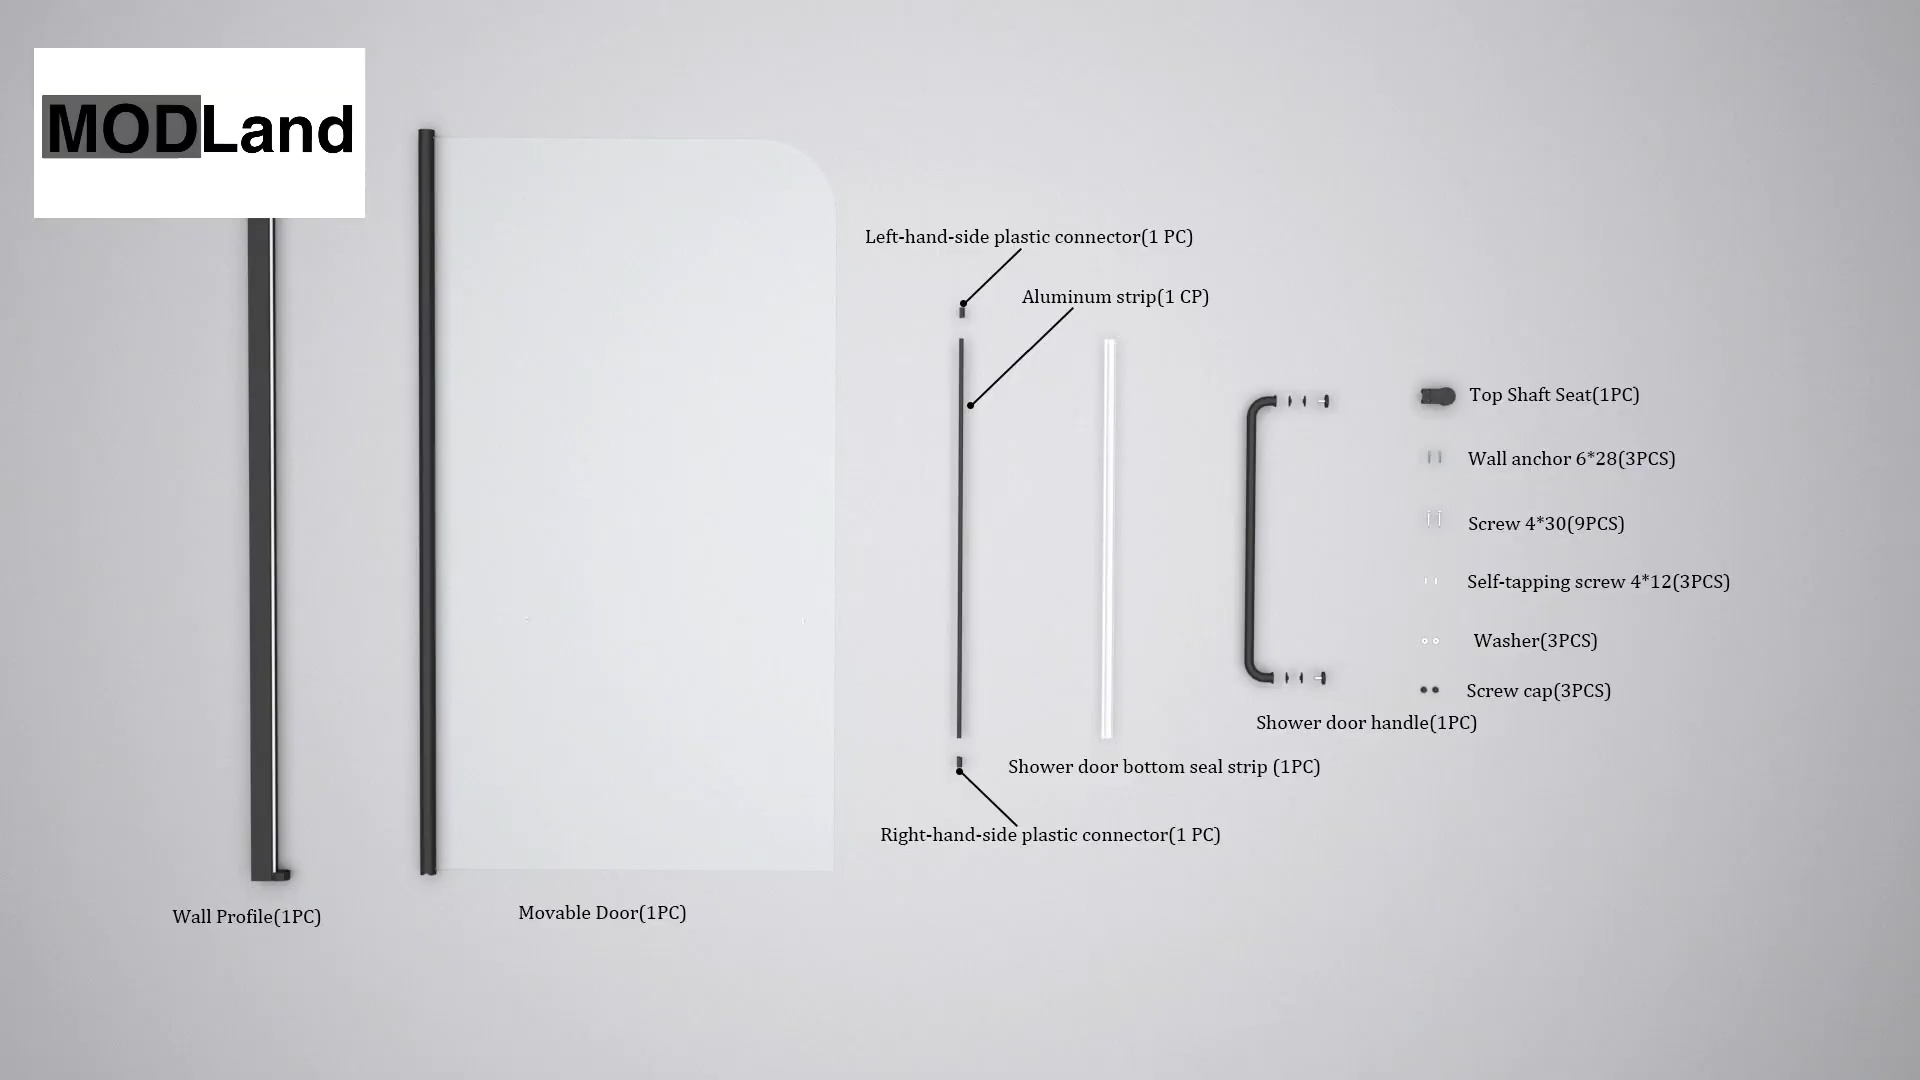 MODLand
Left-hand-side plastic connector(1 PC)
Aluminum strip(1 CP)
Top Shaft Seat(1PC)
Wall anchor 6*28(3PCS)
Screw 4*30(9PCS)
Self-tapping screw 4*12(3PCS)
Washer(3PCS)
Screw cap(3PCS)
Shower door handle(1PC)
Shower door bottom seal strip (1PC)
Right-hand-side plastic connector(1 PC)
Wall Profile(1PC)
Movable Door(1PC)